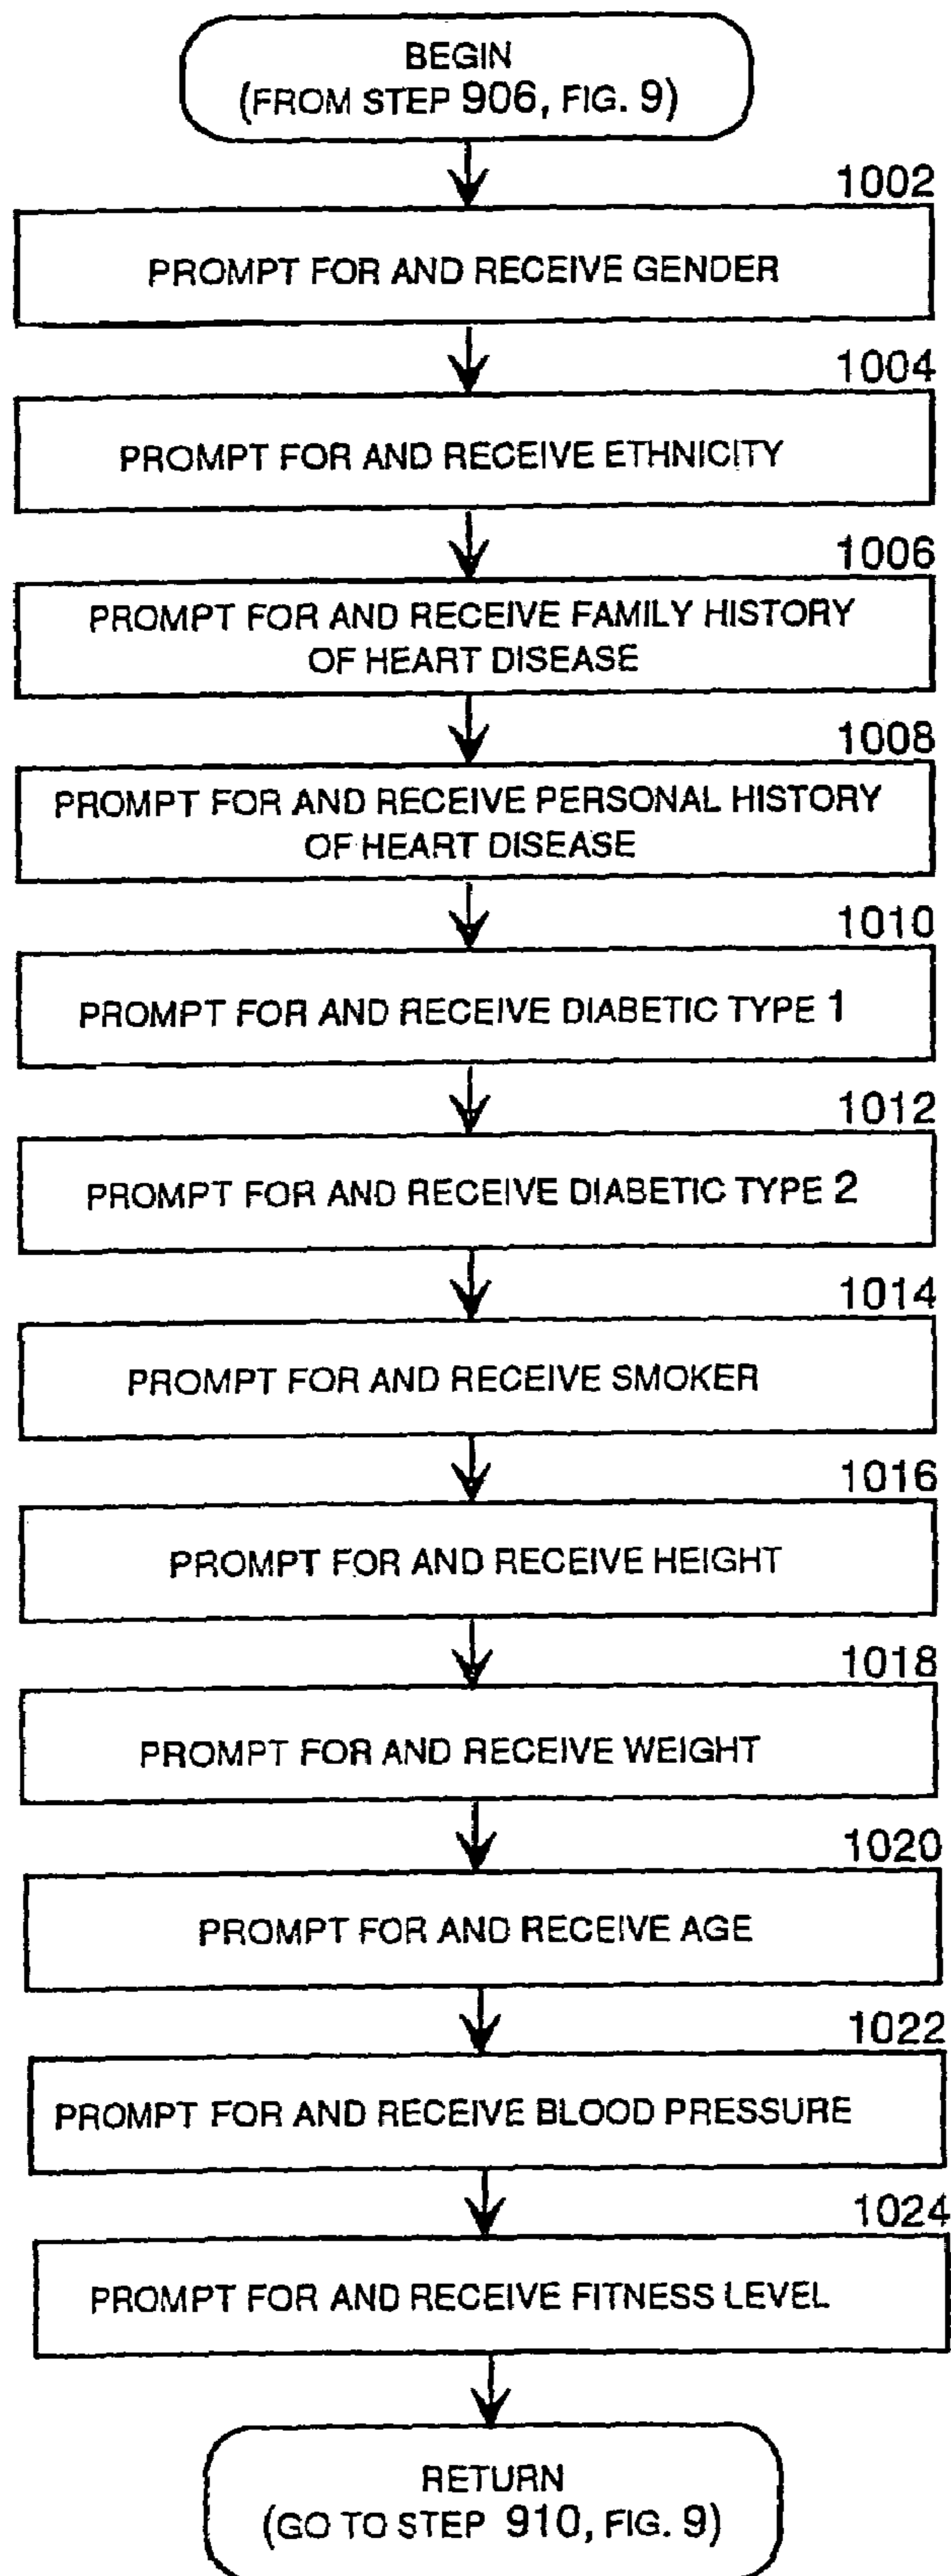 BEGIN
(FROM STEP 906, FIG. 9)
1002
PROMPT FOR AND RECEIVE GENDER
1004
PROMPT FOR AND RECEIVE ETHNICITY
1006
PROMPT FOR AND RECEIVE FAMILY HISTORY
OF HEART DISEASE
1008
PROMPT FOR AND RECEIVE PERSONAL HISTORY
OF HEART DISEASE
1010
PROMPT FOR AND RECEIVE DIABETIC TYPE 1
1012
PROMPT FOR AND RECEIVE DIABETIC TYPE 2
1014
PROMPT FOR AND RECEIVE SMOKER
1016
PROMPT FOR AND RECEIVE HEIGHT
1018
PROMPT FOR AND RECEIVE WEIGHT
1020
PROMPT FOR AND RECEIVE AGE
1022
PROMPT FOR AND RECEIVE BLOOD PRESSURE
1024
PROMPT FOR AND RECEIVE FITNESS LEVEL
RETURN
(GO TO STEP 910, FIG. 9)